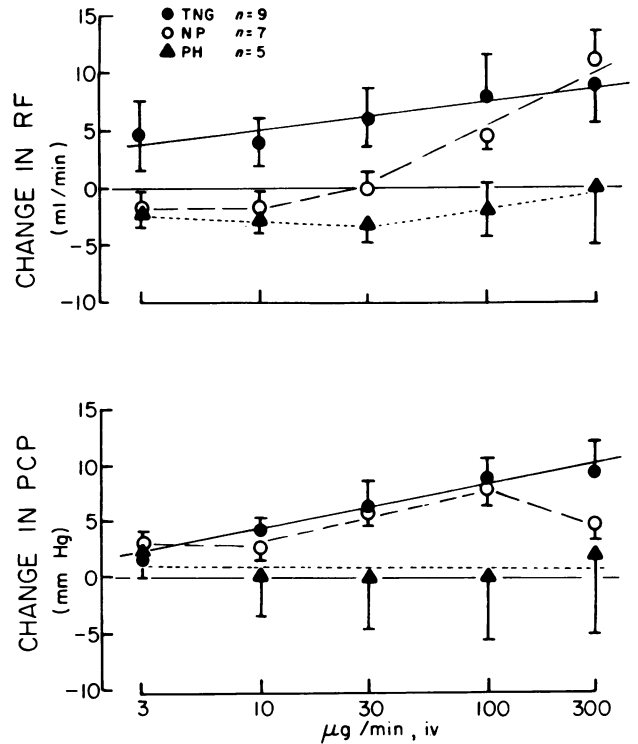 TNG n=9
NP n=7
PH n=5
15
10
5
0
−5
−10
CHANGE IN RF
(ml/min)
15
10
5
0
−5
−10
CHANGE IN PCP
(mm Hg)
3 10 30 100 300
µg/min, iv